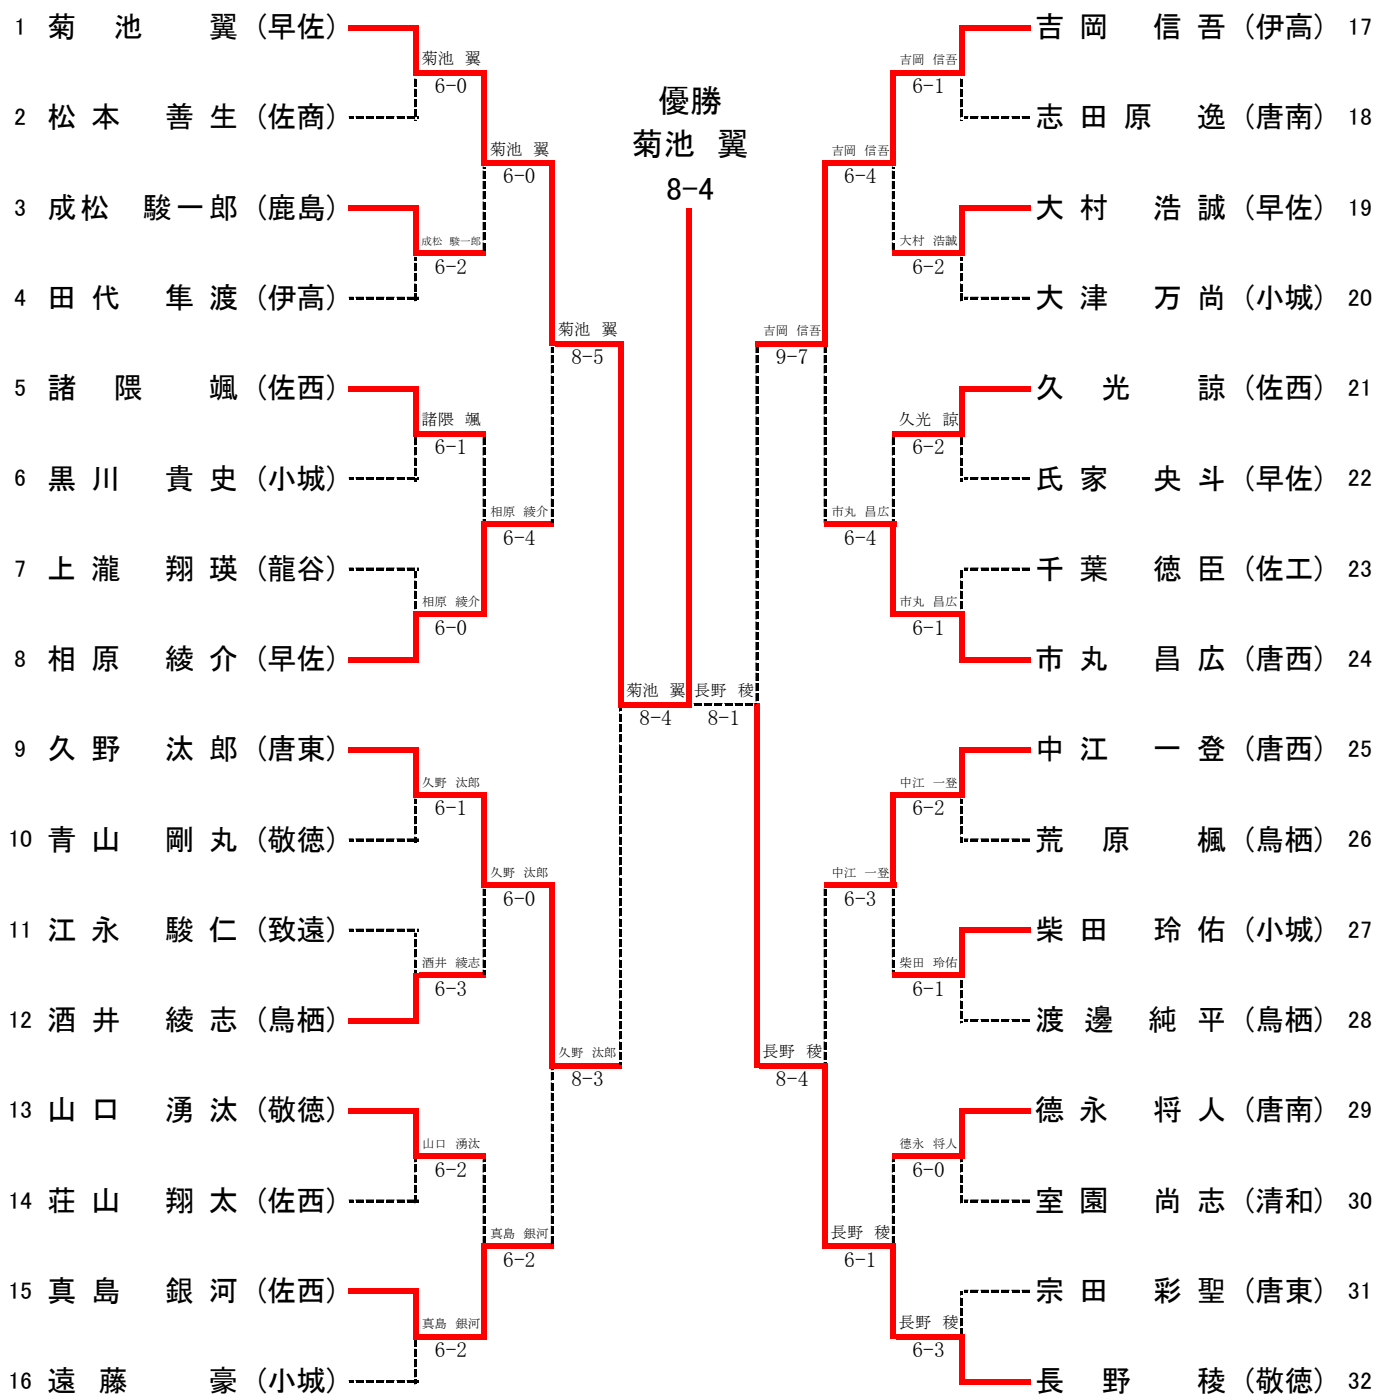 1 菊池 翼 (早佐)
2 松本 善生 (佐商)
3 成松 駿一郎 (鹿島)
4 田代 隼渡 (伊高)
5 諸隈 颯 (佐西)
6 黒川 貴史 (小城)
7 上瀧 翔瑛 (龍谷)
8 相原 綾介 (早佐)
9 久野 汰郎 (唐東)
10 青山 剛丸 (敬徳)
11 江永 駿仁 (致遠)
12 酒井 綾志 (鳥栖)
13 山口 湧汰 (敬徳)
14 荘山 翔太 (佐西)
15 真島 銀河 (佐西)
16 遠藤 豪 (小城)
菊池 翼
6-0
成松 駿一郎
6-2
諸隈 颯
6-1
相原 綾介
6-0
久野 汰郎
6-1
酒井 綾志
6-3
山口 湧汰
6-2
真島 銀河
6-2
菊池 翼
6-0
相原 綾介
6-4
久野 汰郎
6-0
真島 銀河
6-2
菊池 翼
8-5
久野 汰郎
8-3
菊池 翼
8-4
優勝
菊池 翼
8-4
長野 稜
8-1
吉岡 信吾
9-7
長野 稜
8-4
吉岡 信吾
6-4
市丸 昌広
6-4
中江 一登
6-3
長野 稜
6-1
吉岡 信吾
6-1
大村 浩誠
6-2
久光 諒
6-2
市丸 昌広
6-1
中江 一登
6-2
柴田 玲佑
6-1
德永 将人
6-0
長野 稜
6-3
吉岡 信吾 (伊高) 17
志田原 逸 (唐南) 18
大村 浩誠 (早佐) 19
大津 万尚 (小城) 20
久光 諒 (佐西) 21
氏家 央斗 (早佐) 22
千葉 徳臣 (佐工) 23
市丸 昌広 (唐西) 24
中江 一登 (唐西) 25
荒原 楓 (鳥栖) 26
柴田 玲佑 (小城) 27
渡邊 純平 (鳥栖) 28
德永 将人 (唐南) 29
室園 尚志 (清和) 30
宗田 彩聖 (唐東) 31
長野 稜 (敬徳) 32